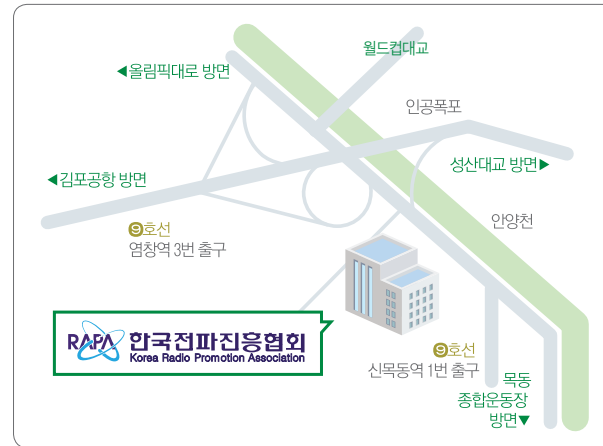 월드컵대교
◀올림픽대로 방면
인공폭포
성산대교 방면▶
◀김포공항 방면
안양천
9호선
염창역 3번 출구
RAPA 한국전파진흥협회
Korea Radio Promotion Association
9호선
신목동역 1번 출구
목동
종합운동장
방면▼